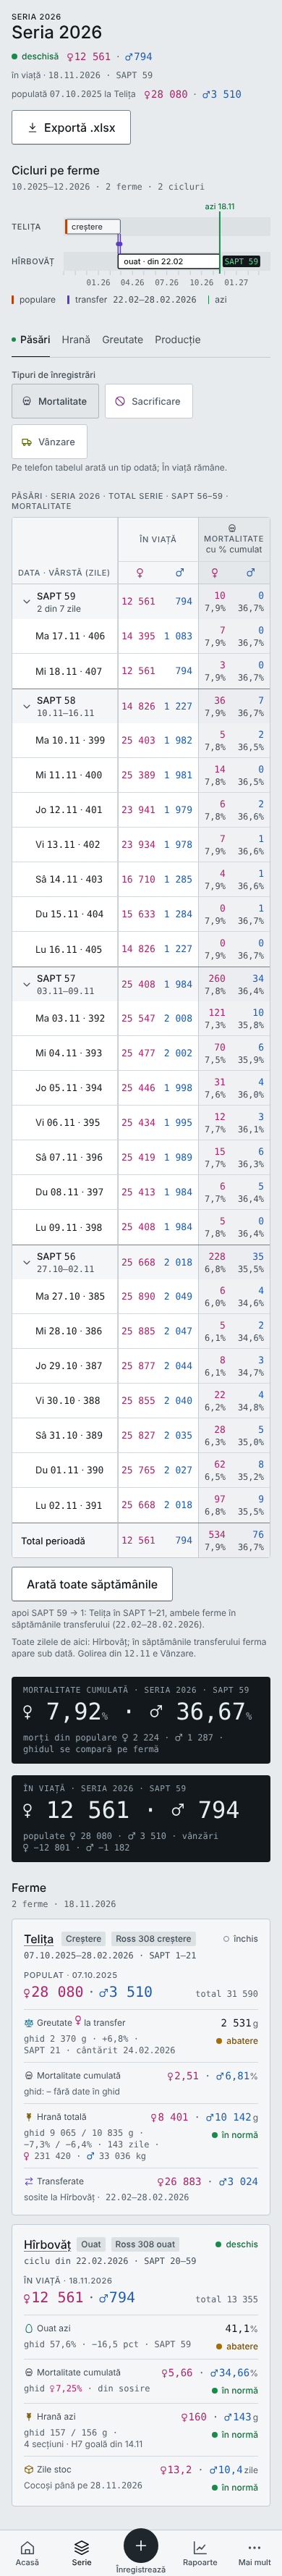 SERIA 2026
Seria 2026
deschisă ♀12 561 · ♂794
în viață · 18.11.2026 · SAPT 59
populată 07.10.2025 la Telița ♀28 080 · ♂3 510
Exportă .xlsx
Cicluri pe ferme
10.2025–12.2026 · 2 ferme · 2 cicluri
azi 18.11
TELIȚA creștere
HÎRBOVĂȚ ouat · din 22.02 SAPT 59
01.26 04.26 07.26 10.26 01.27
populare transfer 22.02–28.02.2026 azi
Păsări Hrană Greutate Producție
Tipuri de înregistrări
Mortalitate Sacrificare
Vânzare
Pe telefon tabelul arată un tip odată; În viață rămâne.
PĂSĂRI · SERIA 2026 · TOTAL SERIE · SAPT 56–59 ·
MORTALITATE
DATA · VÂRSTĂ (ZILE) ÎN VIAȚĂ MORTALITATE
cu % cumulat
♀ ♂ ♀ ♂
SAPT 59 12 561 794 10 0
2 din 7 zile 7,9% 36,7%
Ma 17.11 · 406 14 395 1 083 7 0
7,9% 36,7%
Mi 18.11 · 407 12 561 794 3 0
7,9% 36,7%
SAPT 58 14 826 1 227 36 7
10.11–16.11 7,9% 36,7%
Ma 10.11 · 399 25 403 1 982 5 2
7,8% 36,5%
Mi 11.11 · 400 25 389 1 981 14 0
7,8% 36,5%
Jo 12.11 · 401 23 941 1 979 6 2
7,8% 36,6%
Vi 13.11 · 402 23 934 1 978 7 1
7,9% 36,6%
Sâ 14.11 · 403 16 710 1 285 4 1
7,9% 36,6%
Du 15.11 · 404 15 633 1 284 0 1
7,9% 36,7%
Lu 16.11 · 405 14 826 1 227 0 0
7,9% 36,7%
SAPT 57 25 408 1 984 260 34
03.11–09.11 7,8% 36,4%
Ma 03.11 · 392 25 547 2 008 121 10
7,3% 35,8%
Mi 04.11 · 393 25 477 2 002 70 6
7,5% 35,9%
Jo 05.11 · 394 25 446 1 998 31 4
7,6% 36,0%
Vi 06.11 · 395 25 434 1 995 12 3
7,7% 36,1%
Sâ 07.11 · 396 25 419 1 989 15 6
7,7% 36,3%
Du 08.11 · 397 25 413 1 984 6 5
7,7% 36,4%
Lu 09.11 · 398 25 408 1 984 5 0
7,8% 36,4%
SAPT 56 25 668 2 018 228 35
27.10–02.11 6,8% 35,5%
Ma 27.10 · 385 25 890 2 049 6 4
6,0% 34,6%
Mi 28.10 · 386 25 885 2 047 5 2
6,1% 34,6%
Jo 29.10 · 387 25 877 2 044 8 3
6,1% 34,7%
Vi 30.10 · 388 25 855 2 040 22 4
6,2% 34,8%
Sâ 31.10 · 389 25 827 2 035 28 5
6,3% 35,0%
Du 01.11 · 390 25 765 2 027 62 8
6,5% 35,2%
Lu 02.11 · 391 25 668 2 018 97 9
6,8% 35,5%
Total perioadă 12 561 794 534 76
7,9% 36,7%
Arată toate săptămânile
apoi SAPT 59 → 1: Telița în SAPT 1–21, ambele ferme în
săptămâna transferului (22.02–28.02.2026).
Toate zilele de aici: Hîrbovăț; în săptămâna transferului ferma
apare sub dată. Golirea din 12.11 e Vânzare.
MORTALITATE CUMULATĂ · SERIA 2026 · SAPT 59
♀ 7,92% · ♂ 36,67%
morți din populare ♀ 2 224 · ♂ 1 287 ·
ghidul se compară pe fermă
ÎN VIAȚĂ · SERIA 2026 · SAPT 59
♀ 12 561 · ♂ 794
populate ♀ 28 080 · ♂ 3 510 · vânzări
♀ −12 801 · ♂ −1 182
Ferme
2 ferme · 18.11.2026
Telița Creștere Ross 308 creștere închis
07.10.2025–28.02.2026 · SAPT 1–21
POPULAT · 07.10.2025
♀28 080 · ♂3 510 total 31 590
Greutate ♀ la transfer 2 531 g
ghid 2 370 g · +6,8% · abatere
SAPT 21 · cântărit 24.02.2026
Mortalitate cumulată ♀2,51 · ♂6,81%
ghid: – fără date în ghid
Hrană totală ♀8 401 · ♂10 142 g
ghid 9 065 / 10 835 g · în normă
−7,3% / −6,4% · 143 zile ·
♀ 231 420 · ♂ 33 036 kg
Transferate ♀26 883 · ♂3 024
sosite la Hîrbovăț · 22.02–28.02.2026
Hîrbovăț Ouat Ross 308 ouat deschis
ciclu din 22.02.2026 · SAPT 20–59
ÎN VIAȚĂ · 18.11.2026
♀12 561 · ♂794 total 13 355
Ouat azi 41,1%
ghid 57,6% · −16,5 pct · SAPT 59 abatere
Mortalitate cumulată ♀5,66 · ♂34,66%
ghid ♀7,25% · din sosire în normă
Hrană azi ♀160 · ♂143 g
ghid 157 / 156 g · în normă
4 secțiuni · H7 goală din 14.11
Zile stoc ♀13,2 · ♂10,4 zile
Cocoși până pe 28.11.2026 în normă
Acasă Serie Înregistrează Rapoarte Mai mult